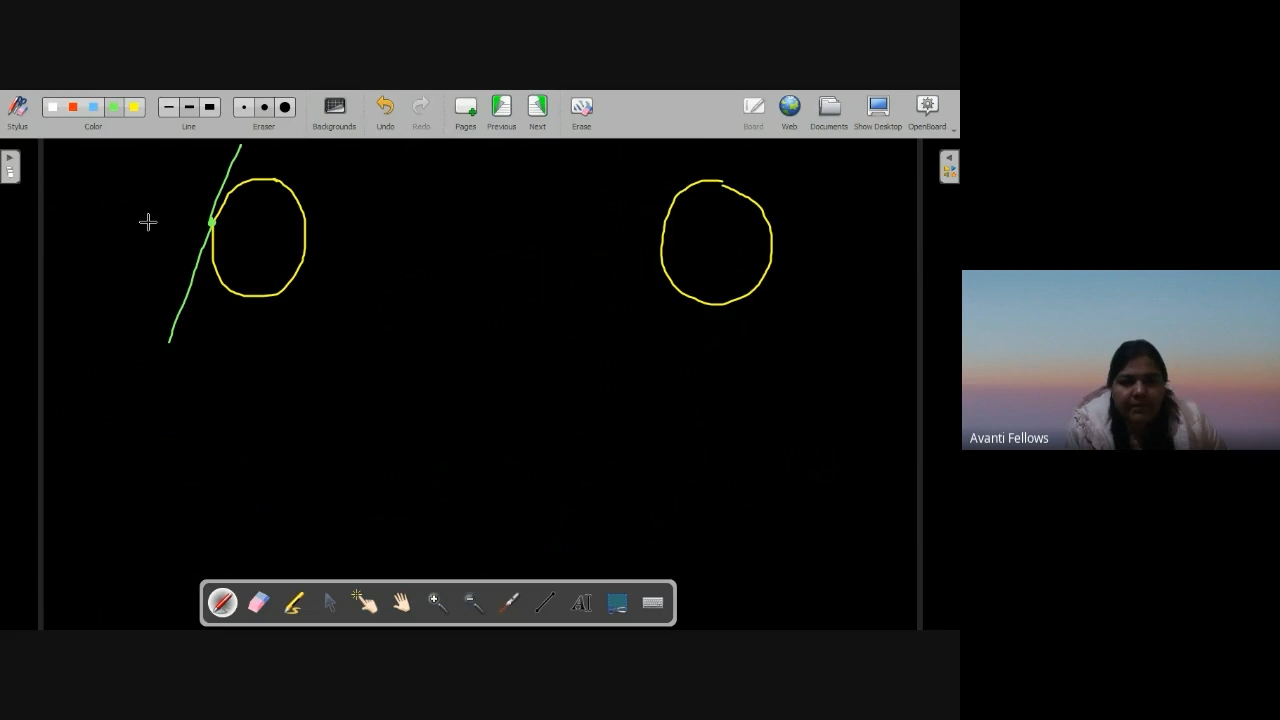 Stylus
Color
Line
Eraser
Backgrounds
Undo
Redo
Pages
Previous
Next
Erase
Board
Web
Documents
Show Desktop
OpenBoard
Avanti Fellows
AI